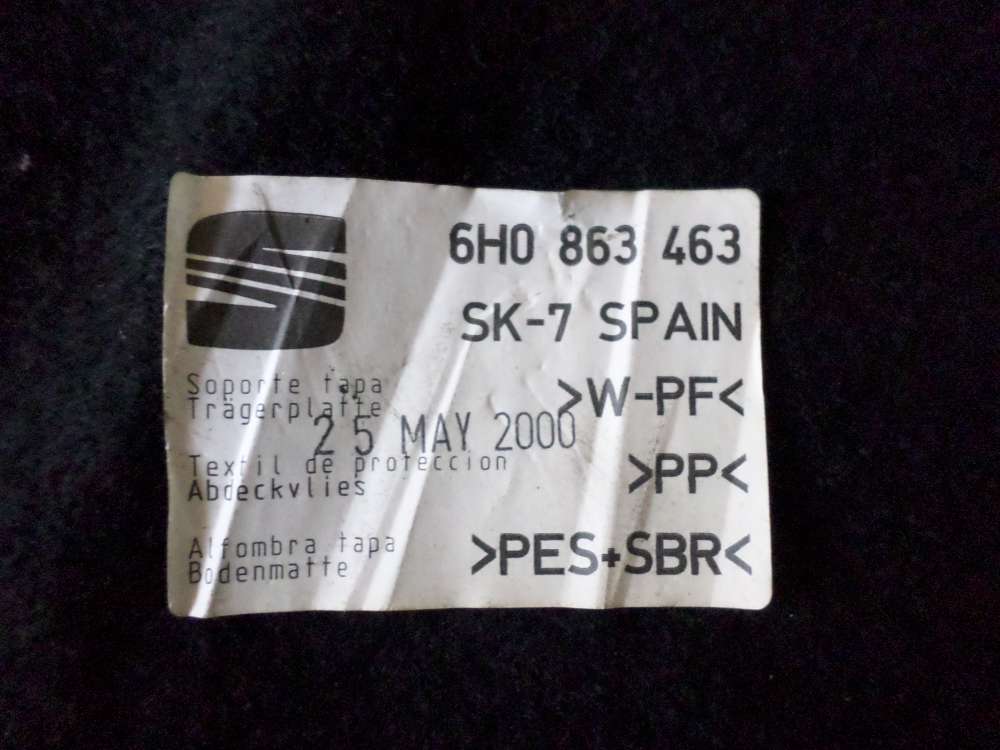 6H0 863 463
SK-7 SPAIN
Soporte tapa
Trägerplatte
>W-PF<
25 MAY 2000
Textil de proteccion
Abdeckvlies
>PP<
Alfombra tapa
Bodenmatte
>PES+SBR<